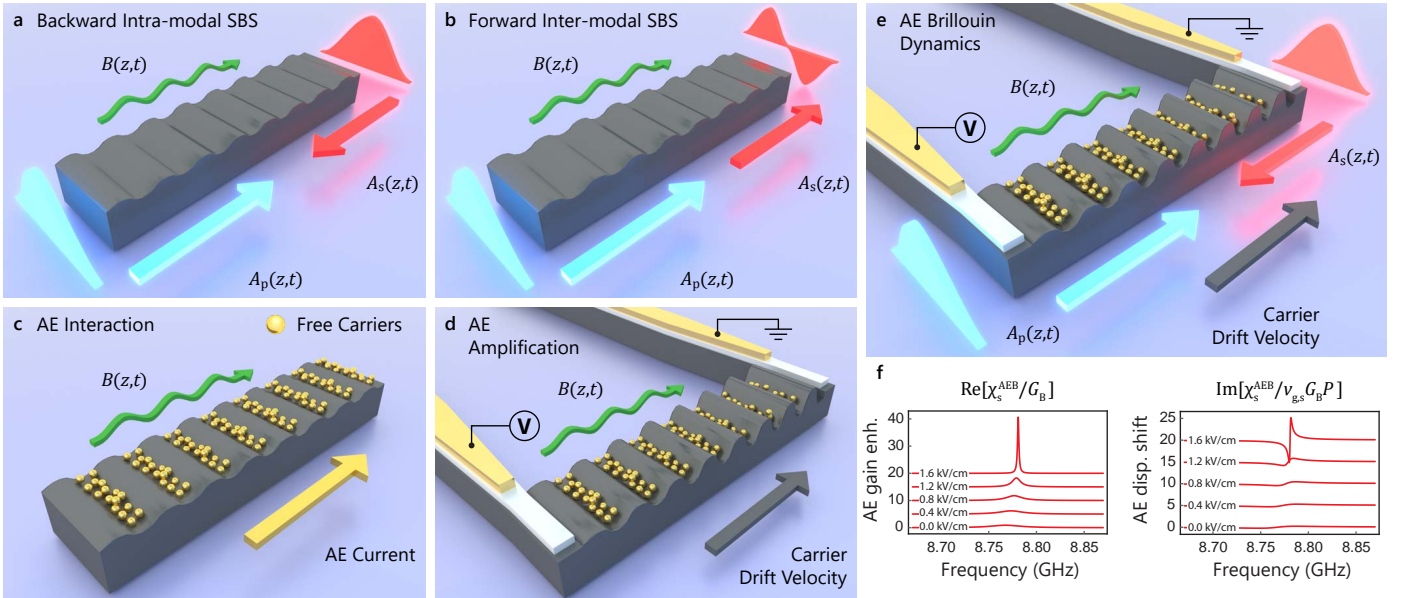 a Backward Intra-modal SBS
B(z,t)
A_s(z,t)
A_p(z,t)
b Forward Inter-modal SBS
B(z,t)
A_s(z,t)
A_p(z,t)
c AE Interaction
Free Carriers
B(z,t)
AE Current
d AE
Amplification
B(z,t)
V
Carrier
Drift Velocity
e AE Brillouin
Dynamics
B(z,t)
V
A_s(z,t)
A_p(z,t)
Carrier
Drift Velocity
f
Re[χ_s^AEB/G_B]
AE gain enh.
40
30
20
10
0
1.6 kV/cm
1.2 kV/cm
0.8 kV/cm
0.4 kV/cm
0.0 kV/cm
8.70 8.75 8.80 8.85
Frequency (GHz)
Im[χ_s^AEB/v_g,s G_B P]
AE disp. shift
25
20
15
10
5
0
1.6 kV/cm
1.2 kV/cm
0.8 kV/cm
0.4 kV/cm
0.0 kV/cm
8.70 8.75 8.80 8.85
Frequency (GHz)